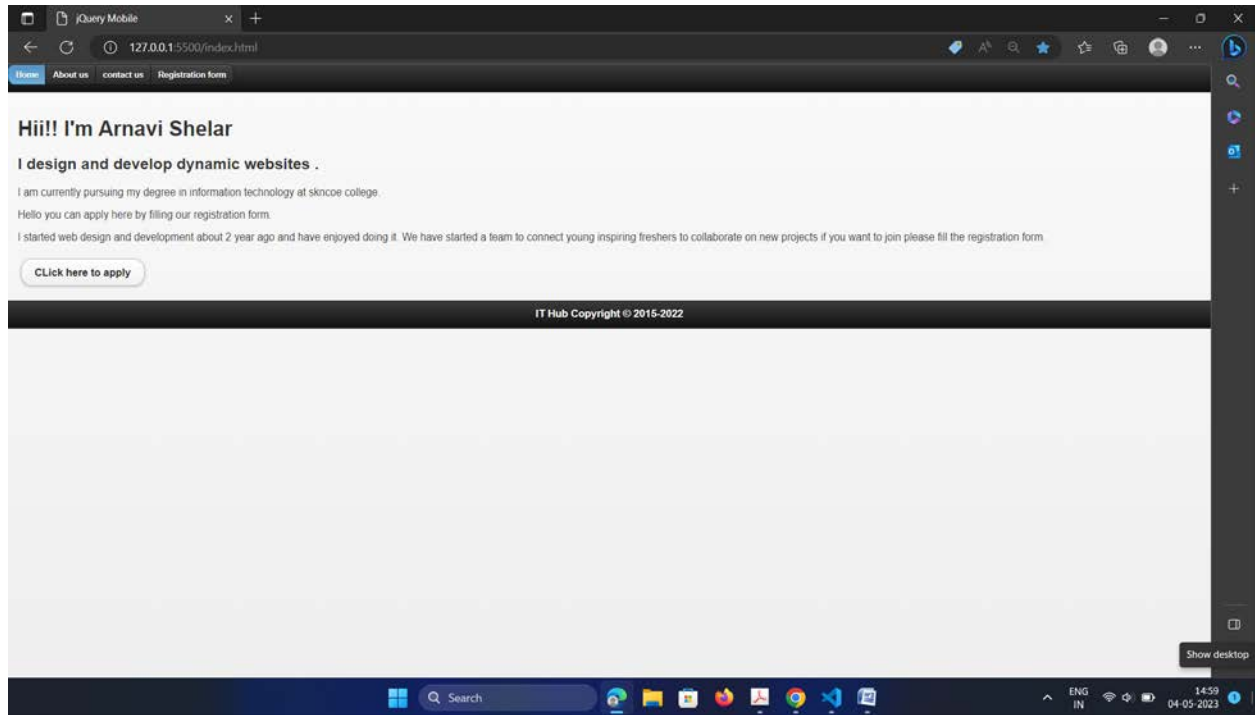 jQuery Mobile
127.0.0.1:5500/index.html
Home About us contact us Registration form
Hii!! I'm Arnavi Shelar
I design and develop dynamic websites .
I am currently pursuing my degree in information technology at skncoe college.
Hello you can apply here by filling our registration form.
I started web design and development about 2 year ago and have enjoyed doing it. We have started a team to connect young inspiring freshers to collaborate on new projects if you want to join please fill the registration form
CLick here to apply
IT Hub Copyright © 2015-2022
Show desktop
Search
ENG
IN
14:59
04-05-2023
1